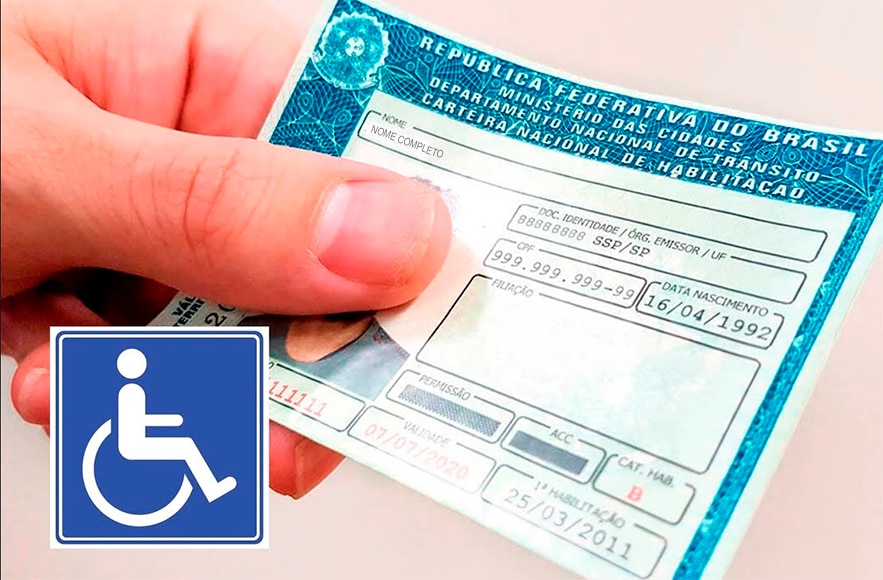 REPÚBLICA FEDERATIVA DO BRASIL
MINISTÉRIO DAS CIDADES
DEPARTAMENTO NACIONAL DE TRÂNSITO
CARTEIRA NACIONAL DE HABILITAÇÃO
NOME
NOME COMPLETO
DOC. IDENTIDADE / ÓRG. EMISSOR / UF
88888888 SSP/SP
CPF
999.999.999-99
DATA NASCIMENTO
16/04/1992
FILIAÇÃO
PERMISSÃO
ACC
CAT. HAB.
B
111111
VALIDADE
07/07/2020
1ª HABILITAÇÃO
25/03/2011